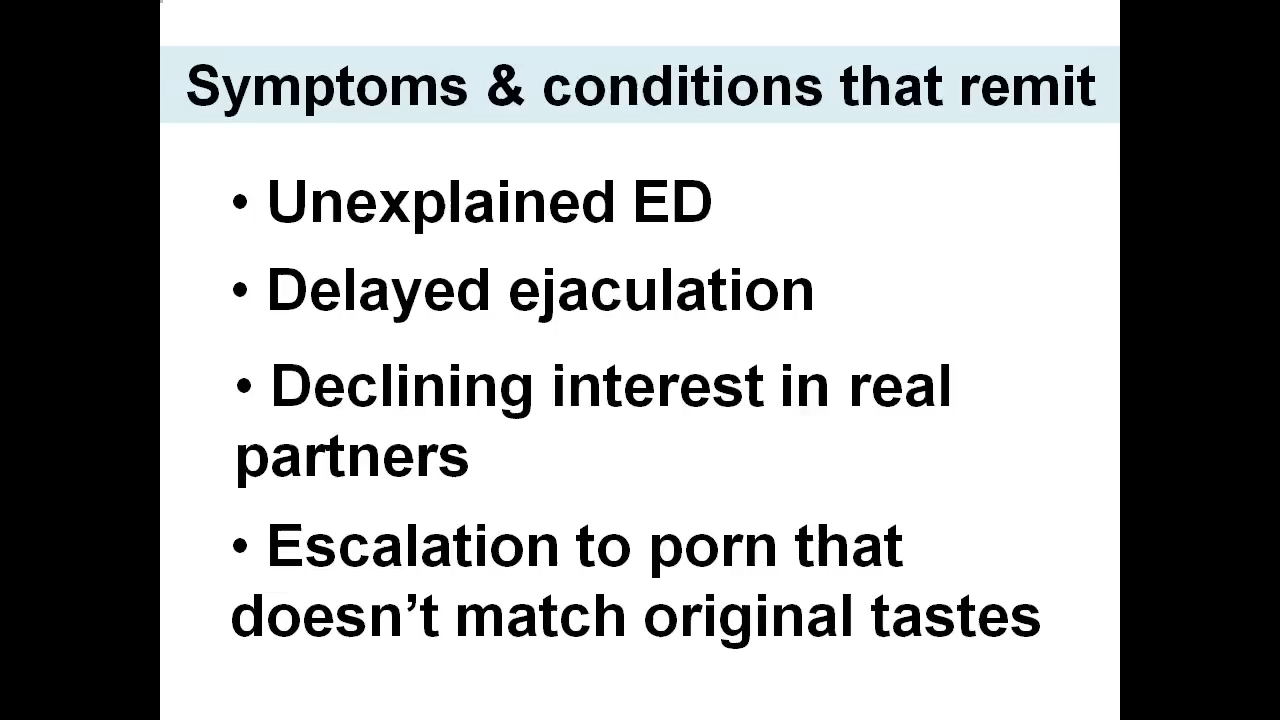 Symptoms & conditions that remit
• Unexplained ED
• Delayed ejaculation
• Declining interest in real
partners
• Escalation to porn that
doesn’t match original tastes